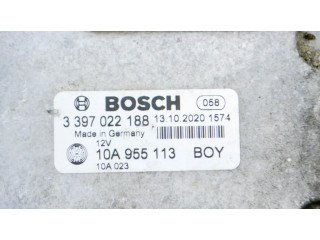 BOSCH 058
3 397 022 188 13.10.2020 1574
Made in Germany
12V
10A 955 113 BOY
10A 023